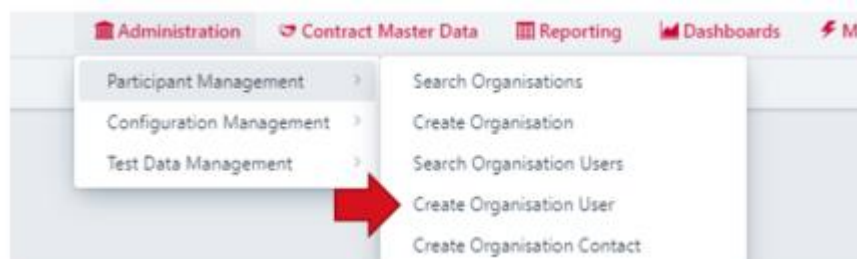 Administration Contract Master Data Reporting Dashboards M
Participant Management Search Organisations
Configuration Management Create Organisation
Test Data Management Search Organisation Users
Create Organisation User
Create Organisation Contact